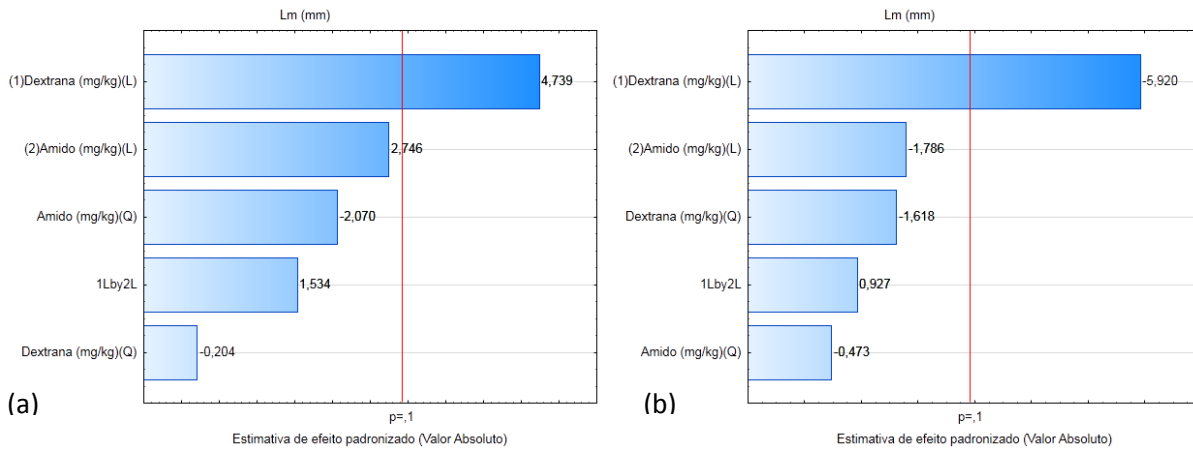 Lm (mm)
(1)Dextrana (mg/kg)(L)
4,739
(2)Amido (mg/kg)(L)
2,746
Amido (mg/kg)(Q)
-2,070
1Lby2L
1,534
Dextrana (mg/kg)(Q)
-0,204
p=,1
Estimativa de efeito padronizado (Valor Absoluto)
(a)
Lm (mm)
(1)Dextrana (mg/kg)(L)
-5,920
(2)Amido (mg/kg)(L)
-1,786
Dextrana (mg/kg)(Q)
-1,618
1Lby2L
0,927
Amido (mg/kg)(Q)
-0,473
p=,1
Estimativa de efeito padronizado (Valor Absoluto)
(b)